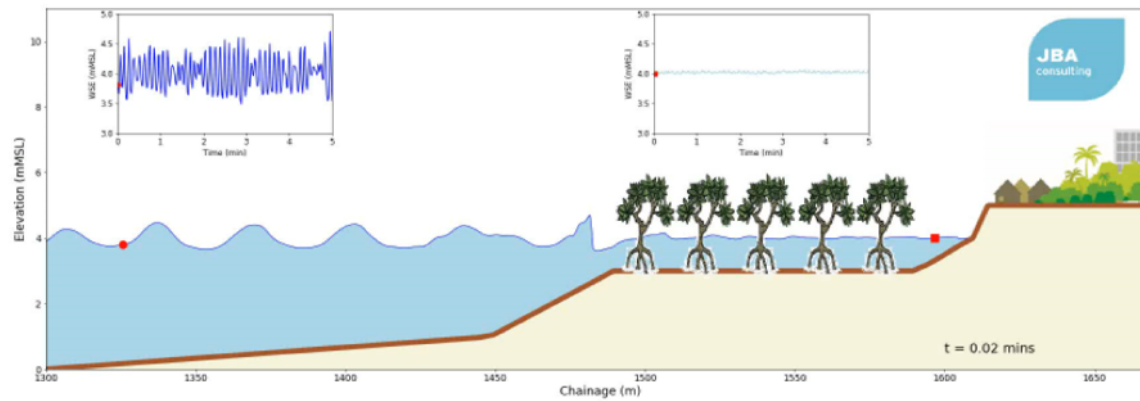 5.0
4.5
4.0
3.5
3.0
WSE (mMSL)
0 1 2 3 4 5
Time (min)
5.0
4.5
4.0
3.5
3.0
WSE (mMSL)
0 1 2 3 4 5
Time (min)
JBA
consulting
10
8
6
4
2
0
Elevation (mMSL)
t = 0.02 mins
1300 1350 1400 1450 1500 1550 1600 1650
Chainage (m)